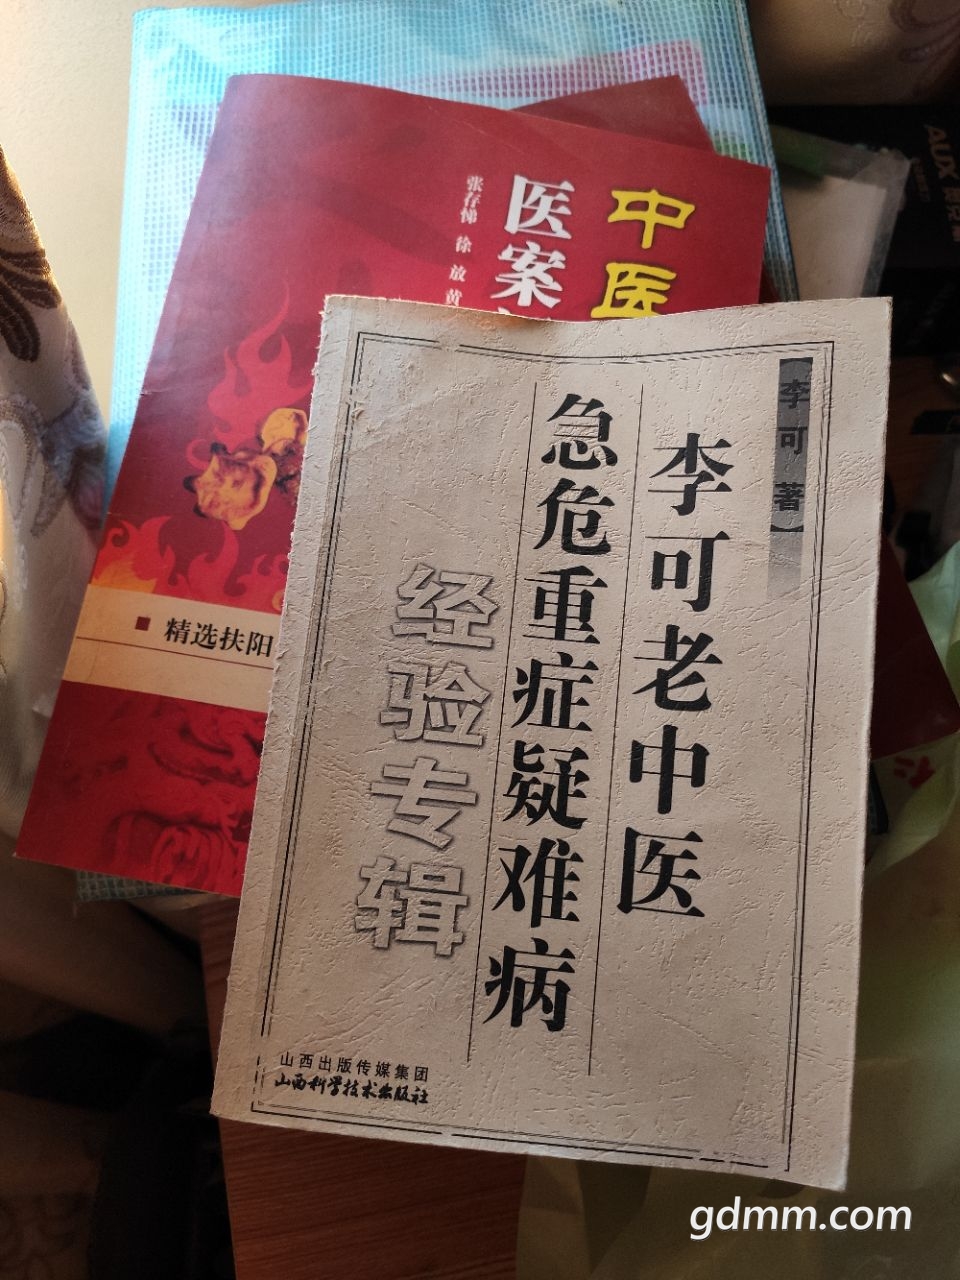 李可著
李可老中医
急危重症疑难病
经验专辑
山西出版传媒集团
山西科学技术出版社
中医
医案
张存悌 徐放 黄
精选扶阳
AUX
gdmm.com